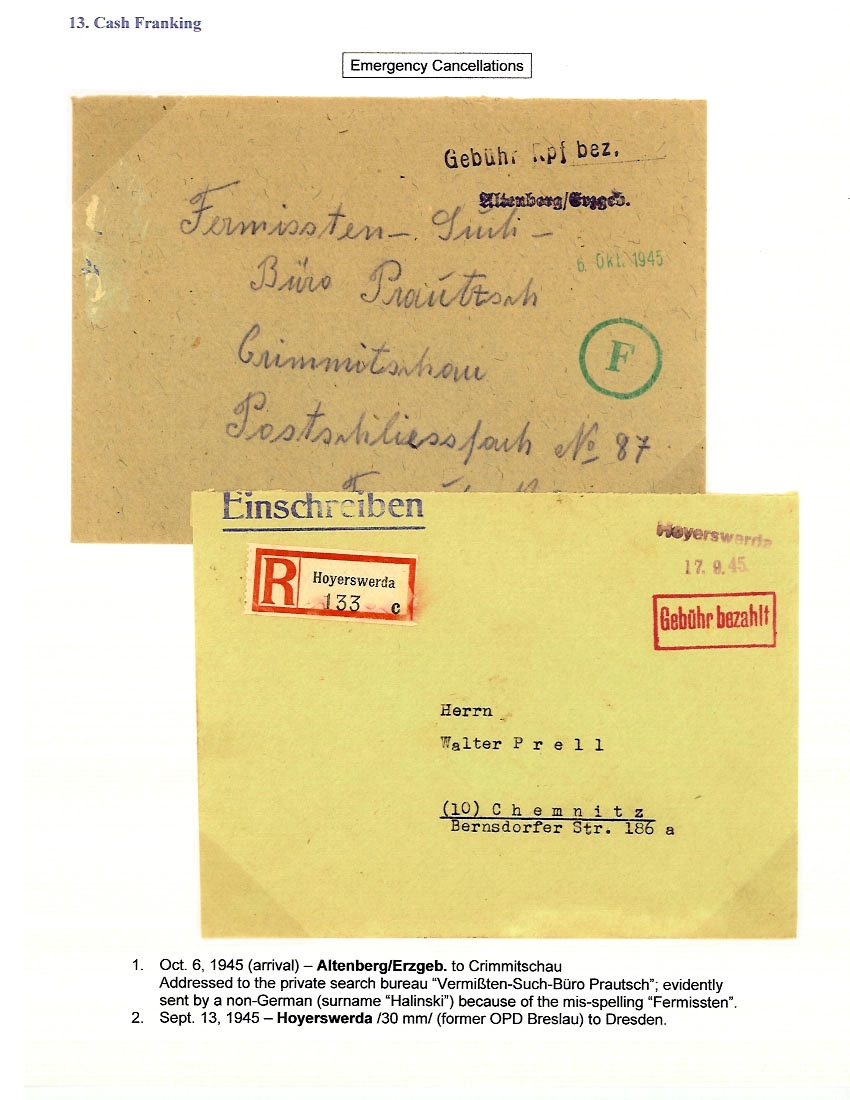 13. Cash Franking
Emergency Cancellations
Gebühr Rpf bez.
Altenberg/Erzgeb.
Fermissten- Such-
6. Okt. 1945
Büro Prautzsch
F
Crimmitschau
Postschliessfach No 87
Einschreiben
Hoyerswerda
17. 9. 45.
R
Hoyerswerda
133 c
Gebühr bezahlt
Herrn
Walter Prell
(10) Chemnitz
Bernsdorfer Str. 186 a
1. Oct. 6, 1945 (arrival) – Altenberg/Erzgeb. to Crimmitschau
Addressed to the private search bureau “Vermißten-Such-Büro Prautsch”; evidently
sent by a non-German (surname “Halinski”) because of the mis-spelling “Fermissten”.
2. Sept. 13, 1945 – Hoyerswerda /30 mm/ (former OPD Breslau) to Dresden.